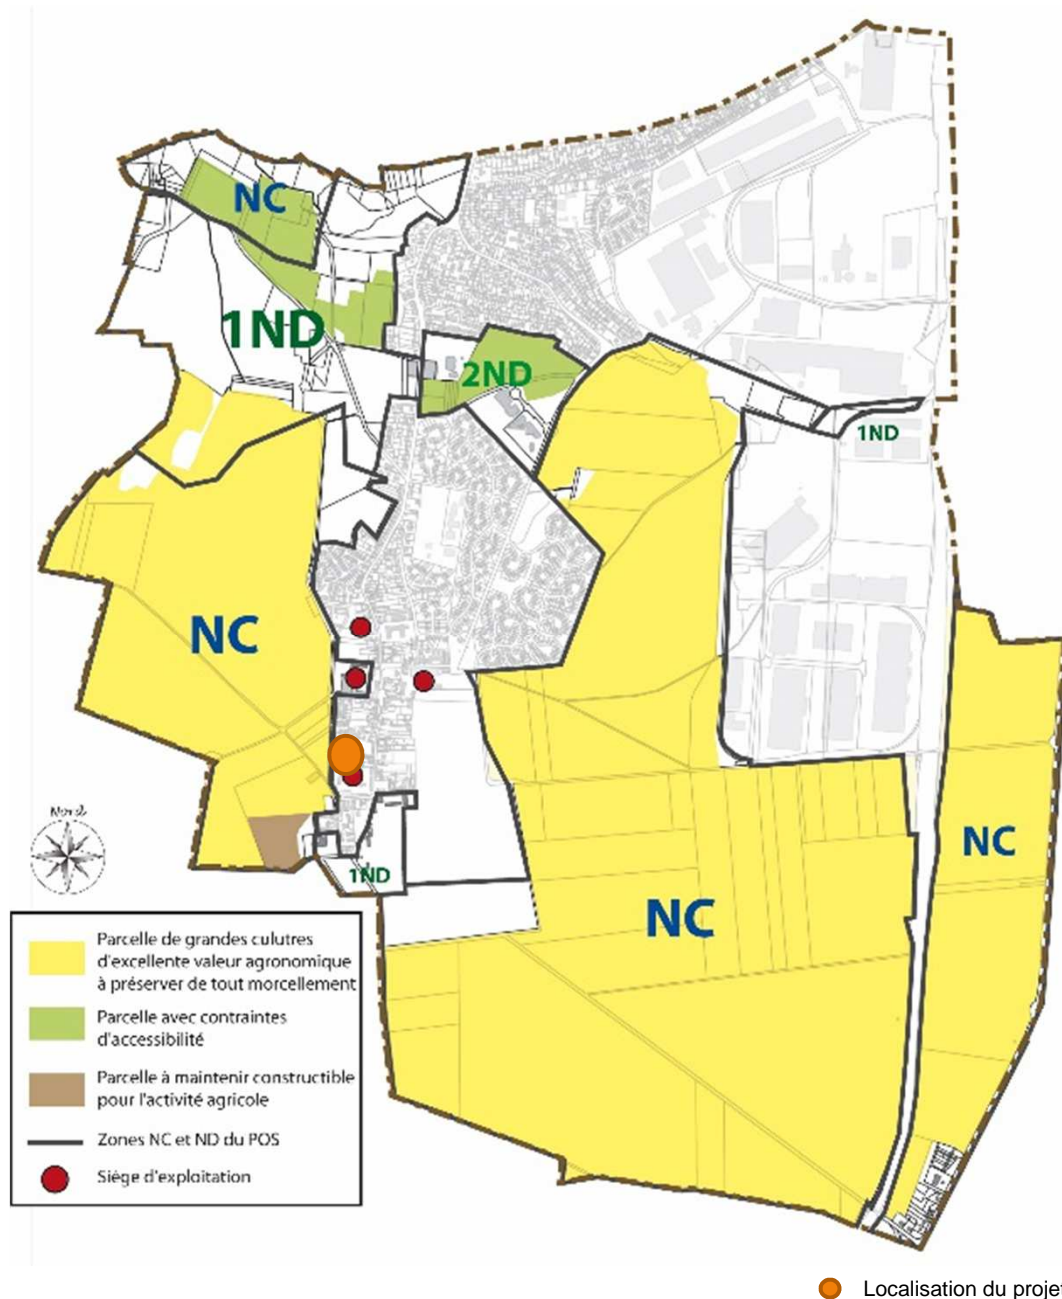 NC
1ND
2ND
1ND
NC
NC
NC
1ND
Nord
Parcelle de grandes culutres
d'excellente valeur agronomique
à préserver de tout morcellement
Parcelle avec contraintes
d'accessibilité
Parcelle à maintenir constructible
pour l'activité agricole
Zones NC et ND du POS
Siège d'exploitation
Localisation du projet